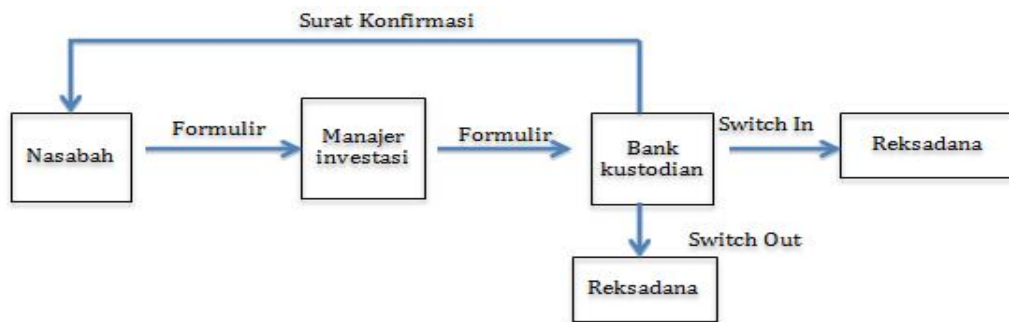 Surat Konfirmasi
Nasabah
Formulir
Manajer
investasi
Formulir
Bank
kustodian
Switch In
Reksadana
Switch Out
Reksadana